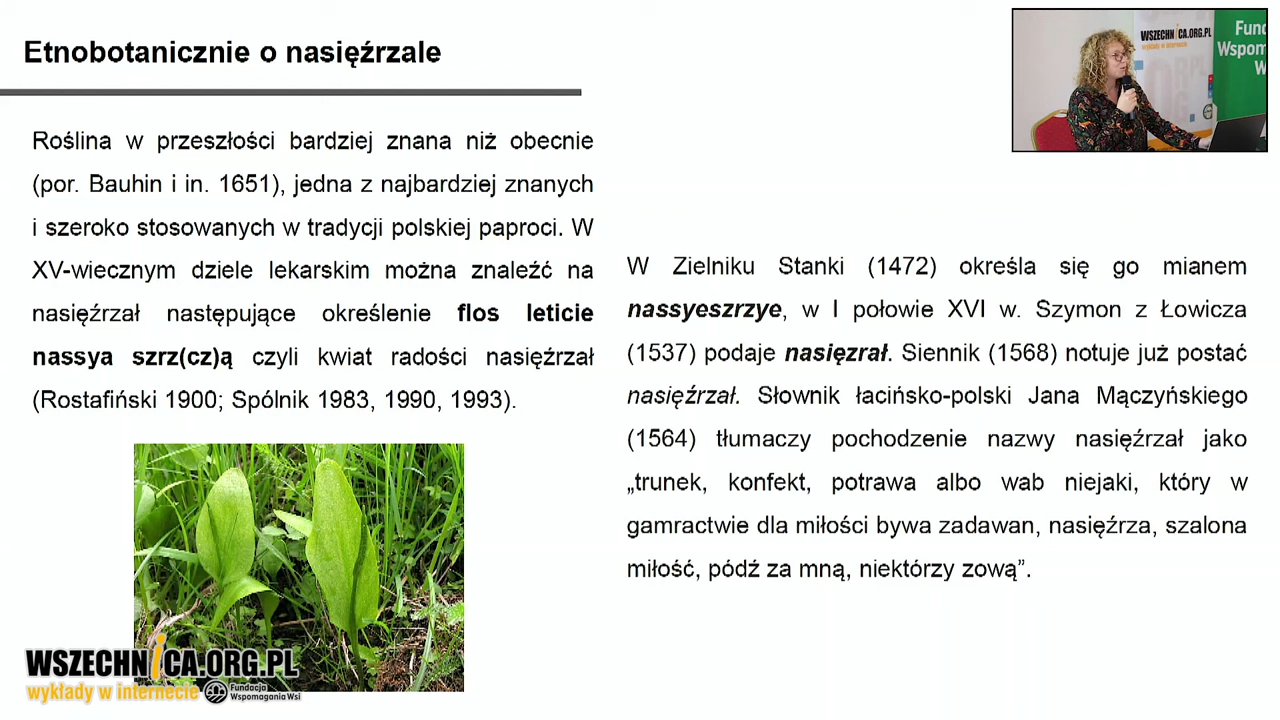 Etnobotanicznie o nasięźrzale
Roślina w przeszłości bardziej znana niż obecnie
(por. Bauhin i in. 1651), jedna z najbardziej znanych
i szeroko stosowanych w tradycji polskiej paproci. W
XV-wiecznym dziele lekarskim można znaleźć na
nasięźrzał następujące określenie flos leticie
nassya szrz(cz)ą czyli kwiat radości nasięźrzał
(Rostafiński 1900; Spólnik 1983, 1990, 1993).
W Zielniku Stanki (1472) określa się go mianem
nassyeszrzye, w I połowie XVI w. Szymon z Łowicza
(1537) podaje nasięzrał. Siennik (1568) notuje już postać
nasięźrzał. Słownik łacińsko-polski Jana Mączyńskiego
(1564) tłumaczy pochodzenie nazwy nasięźrzał jako
„trunek, konfekt, potrawa albo wab niejaki, który w
gamractwie dla miłości bywa zadawan, nasięźrza, szalona
miłość, pódź za mną, niektórzy zową”.
WSZECHNICA.ORG.PL
wykłady w internecie
Fundacja
Wspomagania Wsi
WSZECHNICA.ORG.PL
wykłady w internecie
Fund
Wspom
W